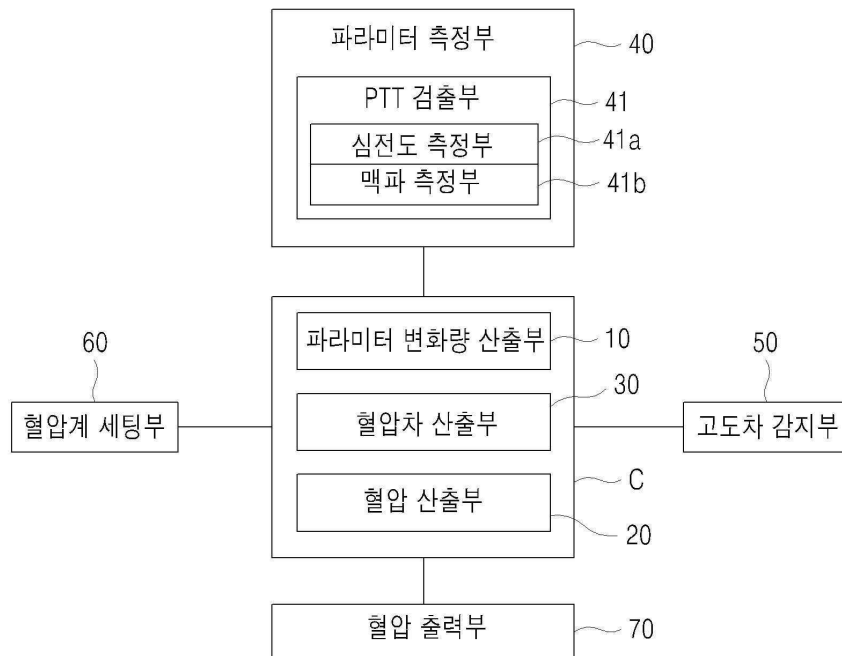 파라미터 측정부
40
PTT 검출부
41
심전도 측정부
41a
맥파 측정부
41b
파라미터 변화량 산출부
10
60
50
30
혈압계 세팅부
혈압차 산출부
고도차 감지부
혈압 산출부
C
20
혈압 출력부
70